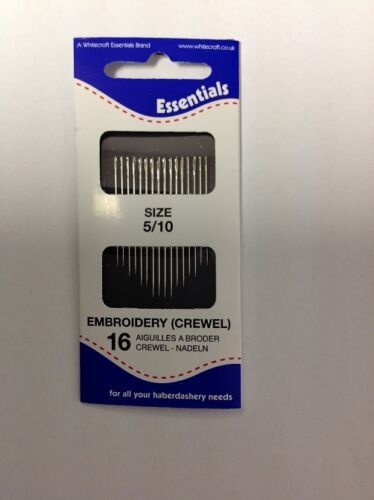 A Whitecroft Essentials Brand
www.whitecroft.co.uk
Essentials
SIZE
5/10
EMBROIDERY (CREWEL)
16 AIGUILLES A BRODER
CREWEL - NADELN
for all your haberdashery needs